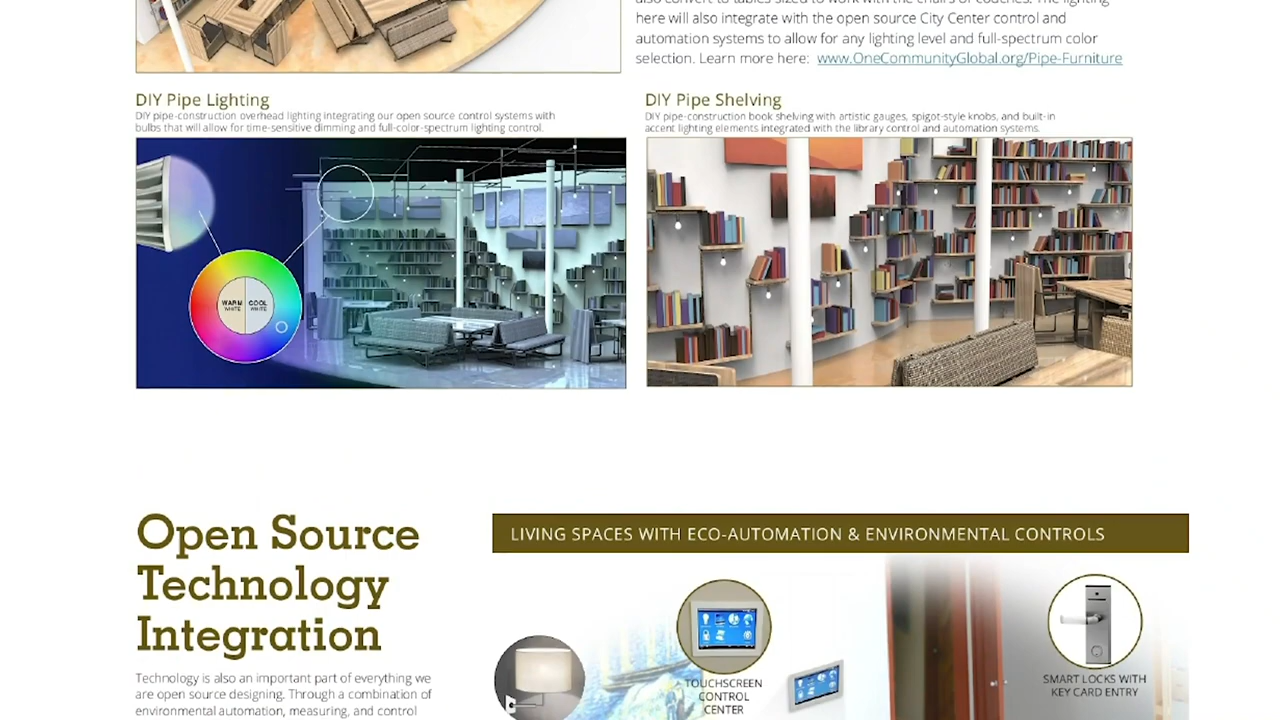 also convert to tables sized to work with the chairs or couches. The lighting
here will also integrate with the open source City Center control and
automation systems to allow for any lighting level and full-spectrum color
selection. Learn more here: www.OneCommunityGlobal.org/Pipe-Furniture
DIY Pipe Lighting
DIY pipe-construction overhead lighting integrating our open source control systems with
bulbs that will allow for time-sensitive dimming and full-color-spectrum lighting control.
DIY Pipe Shelving
DIY pipe-construction book shelving with artistic gauges, spigot-style knobs, and built-in
accent lighting elements integrated with the library control and automation systems.
WARM WHITE
COOL WHITE
Open Source
Technology
Integration
Technology is also an important part of everything we
are open source designing. Through a combination of
environmental automation, measuring, and control
LIVING SPACES WITH ECO-AUTOMATION & ENVIRONMENTAL CONTROLS
TOUCHSCREEN
CONTROL
CENTER
SMART LOCKS WITH
KEY CARD ENTRY